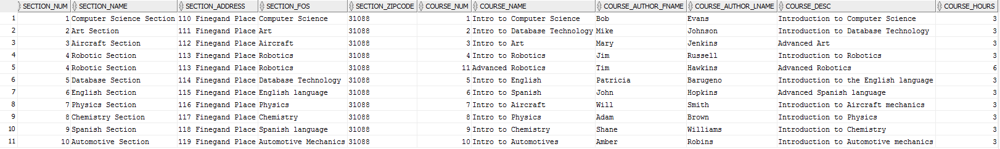 SECTION_NUM SECTION_NAME SECTION_ADDRESS SECTION_FOS SECTION_ZIPCODE COURSE_NUM COURSE_NAME COURSE_AUTHOR_FNAME COURSE_AUTHOR_LNAME COURSE_DESC COURSE_HOURS
1 1 Computer Science Section 110 Finegand Place Computer Science 31088 1 Intro to Computer Science Bob Evans Introduction to Computer Science 3
2 2 Art Section 111 Finegand Place Art 31088 2 Intro to Database Technology Mike Johnson Introduction to Database Technology 3
3 3 Aircraft Section 112 Finegand Place Aircraft 31088 3 Intro to Art Mary Jenkins Advanced Art 3
4 4 Robotic Section 113 Finegand Place Robotics 31088 4 Intro to Robotics Jim Russell Introduction to Robotics 3
5 4 Robotic Section 113 Finegand Place Robotics 31088 11 Advanced Robotics Tim Hawkins Advanced Robotics 6
6 5 Database Section 114 Finegand Place Database Technology 31088 5 Intro to English Patricia Barugeno Introduction to the English language 3
7 6 English Section 115 Finegand Place English language 31088 6 Intro to Spanish John Hopkins Advanced Spanish language 3
8 7 Physics Section 116 Finegand Place Physics 31088 7 Intro to Aircraft Will Smith Introduction to Aircraft mechanics 3
9 8 Chemistry Section 117 Finegand Place Chemistry 31088 8 Intro to Physics Adam Brown Introduction to Physics 3
10 9 Spanish Section 118 Finegand Place Spanish language 31088 9 Intro to Chemistry Shane Williams Introduction to Chemistry 3
11 10 Automotive Section 119 Finegand Place Automotive Mechanics 31088 10 Intro to Automotives Amber Robins Introduction to Automotive mechanics 3